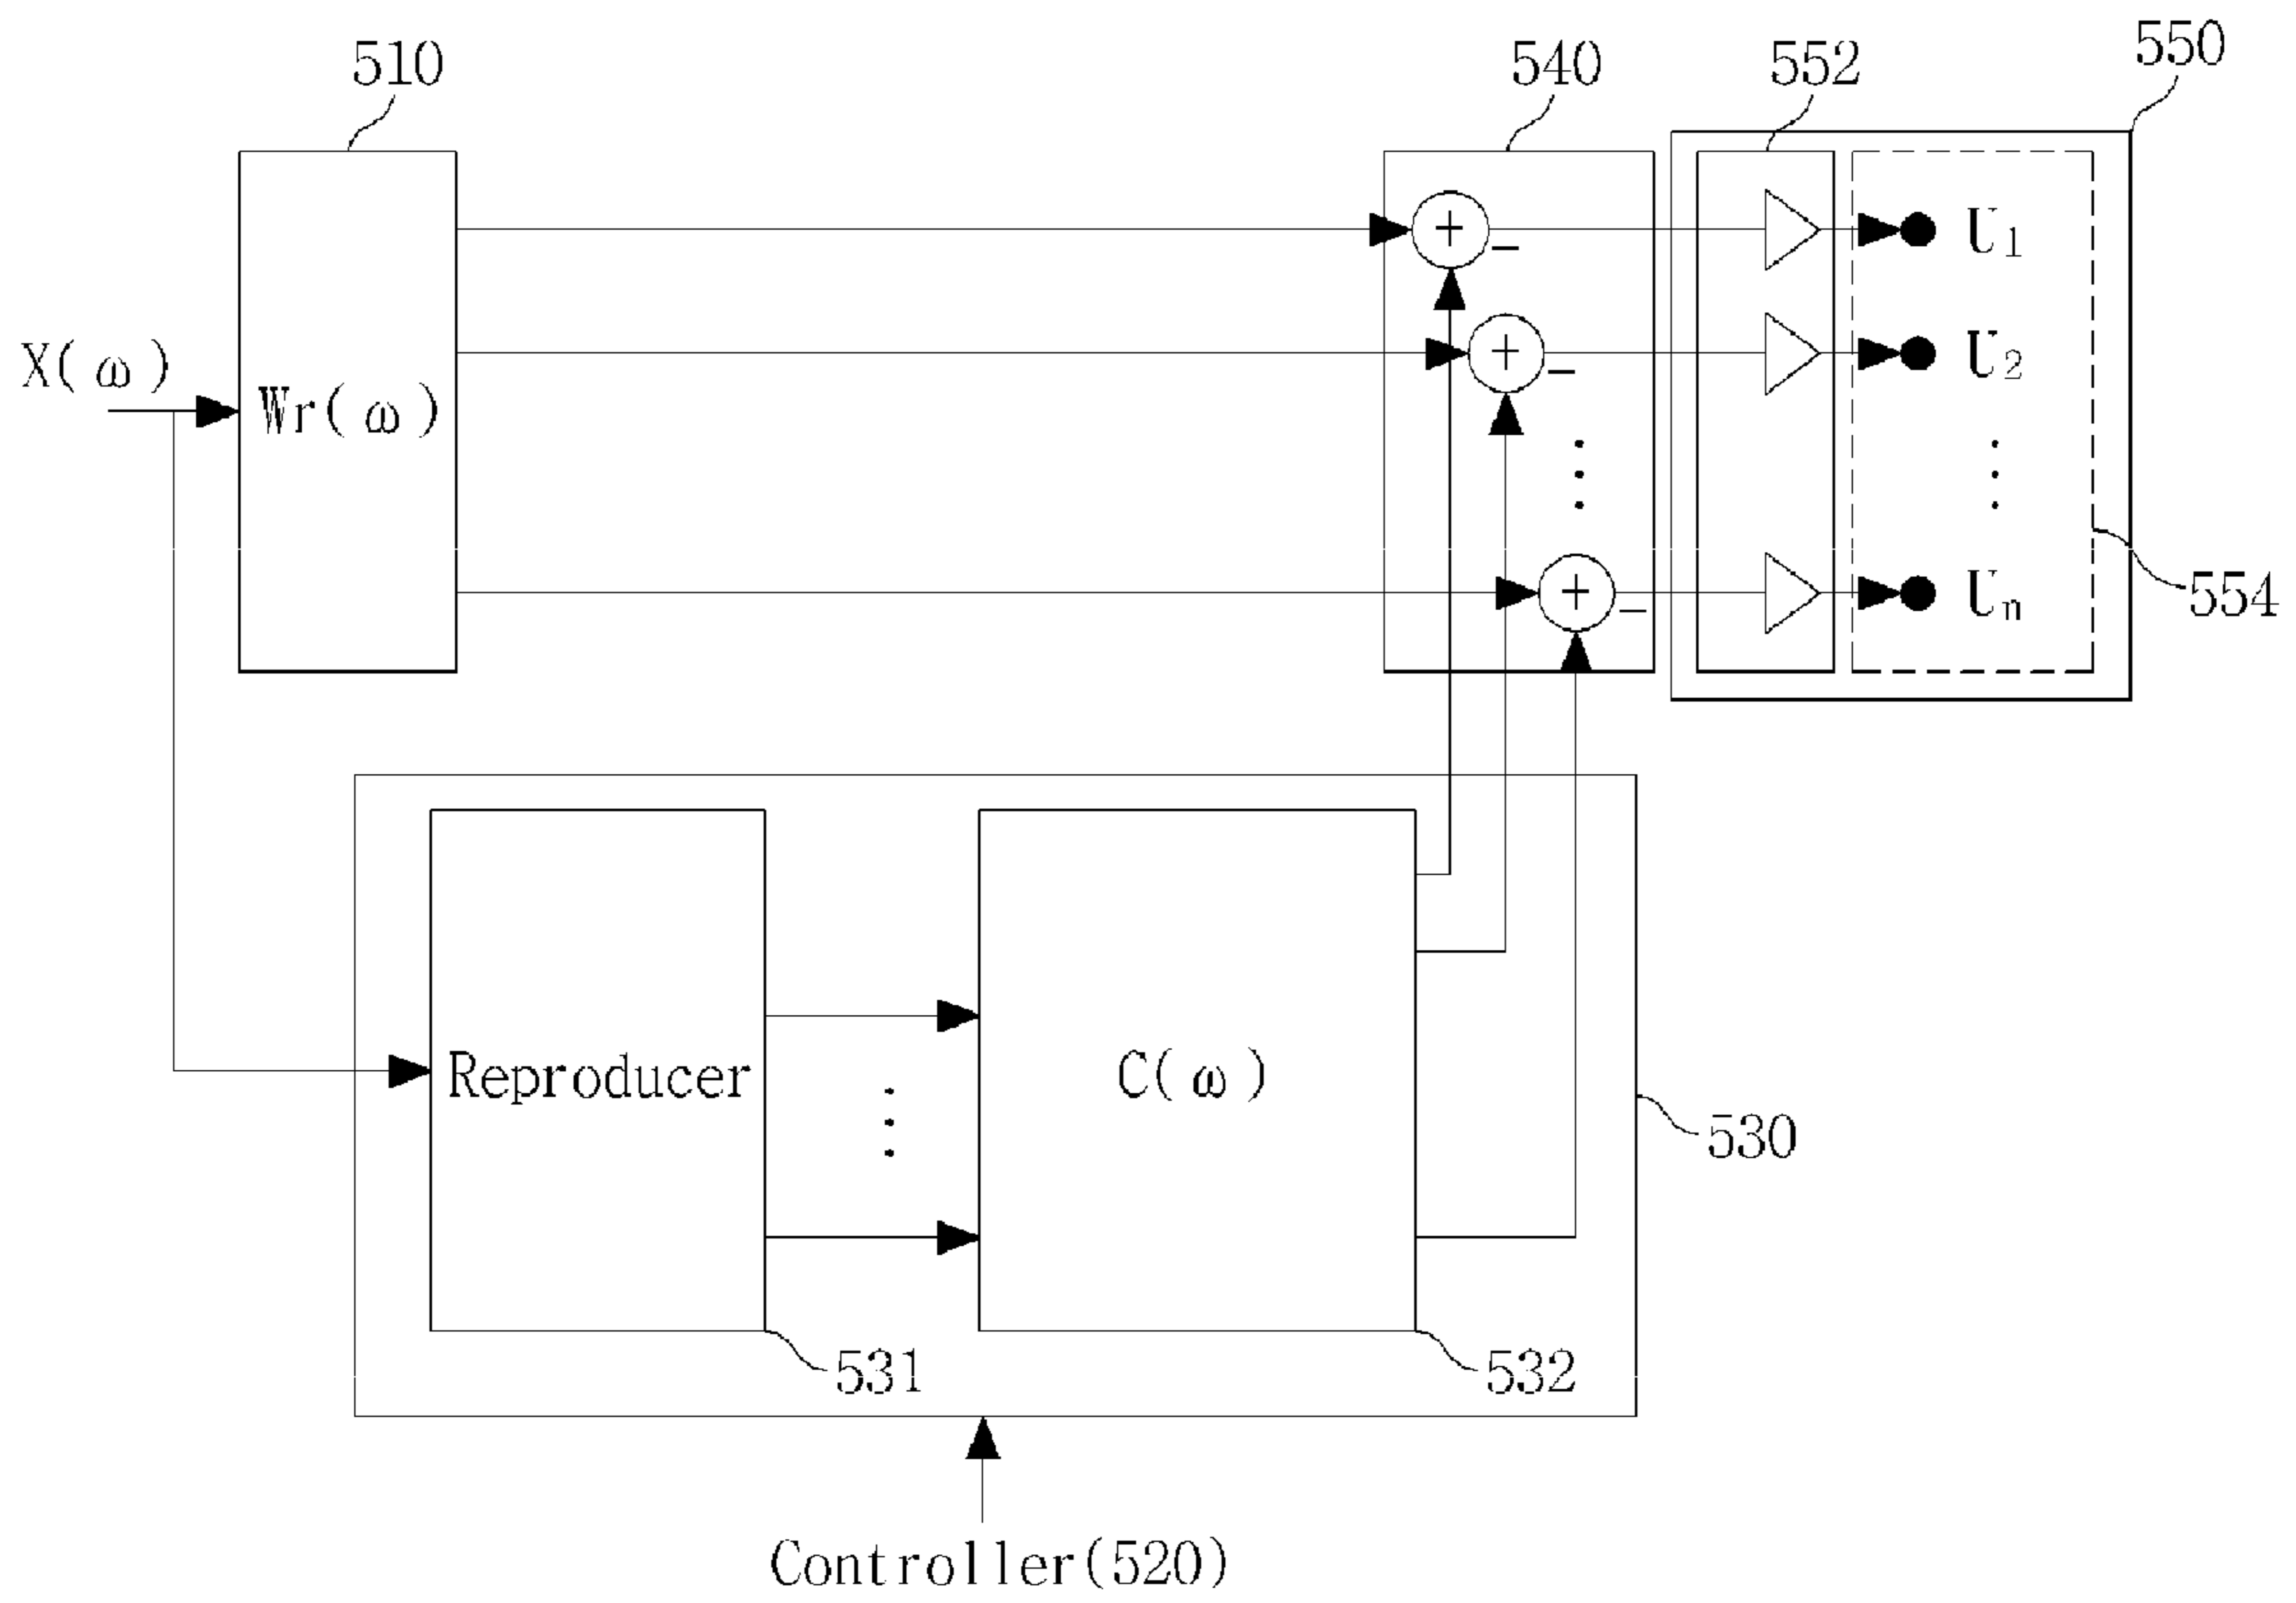 510
540
552
550
X(ω)
Wr(ω)
+
−
U1
+
−
U2
+
−
Un
554
Reproducer
C(ω)
530
531
532
Controller(520)